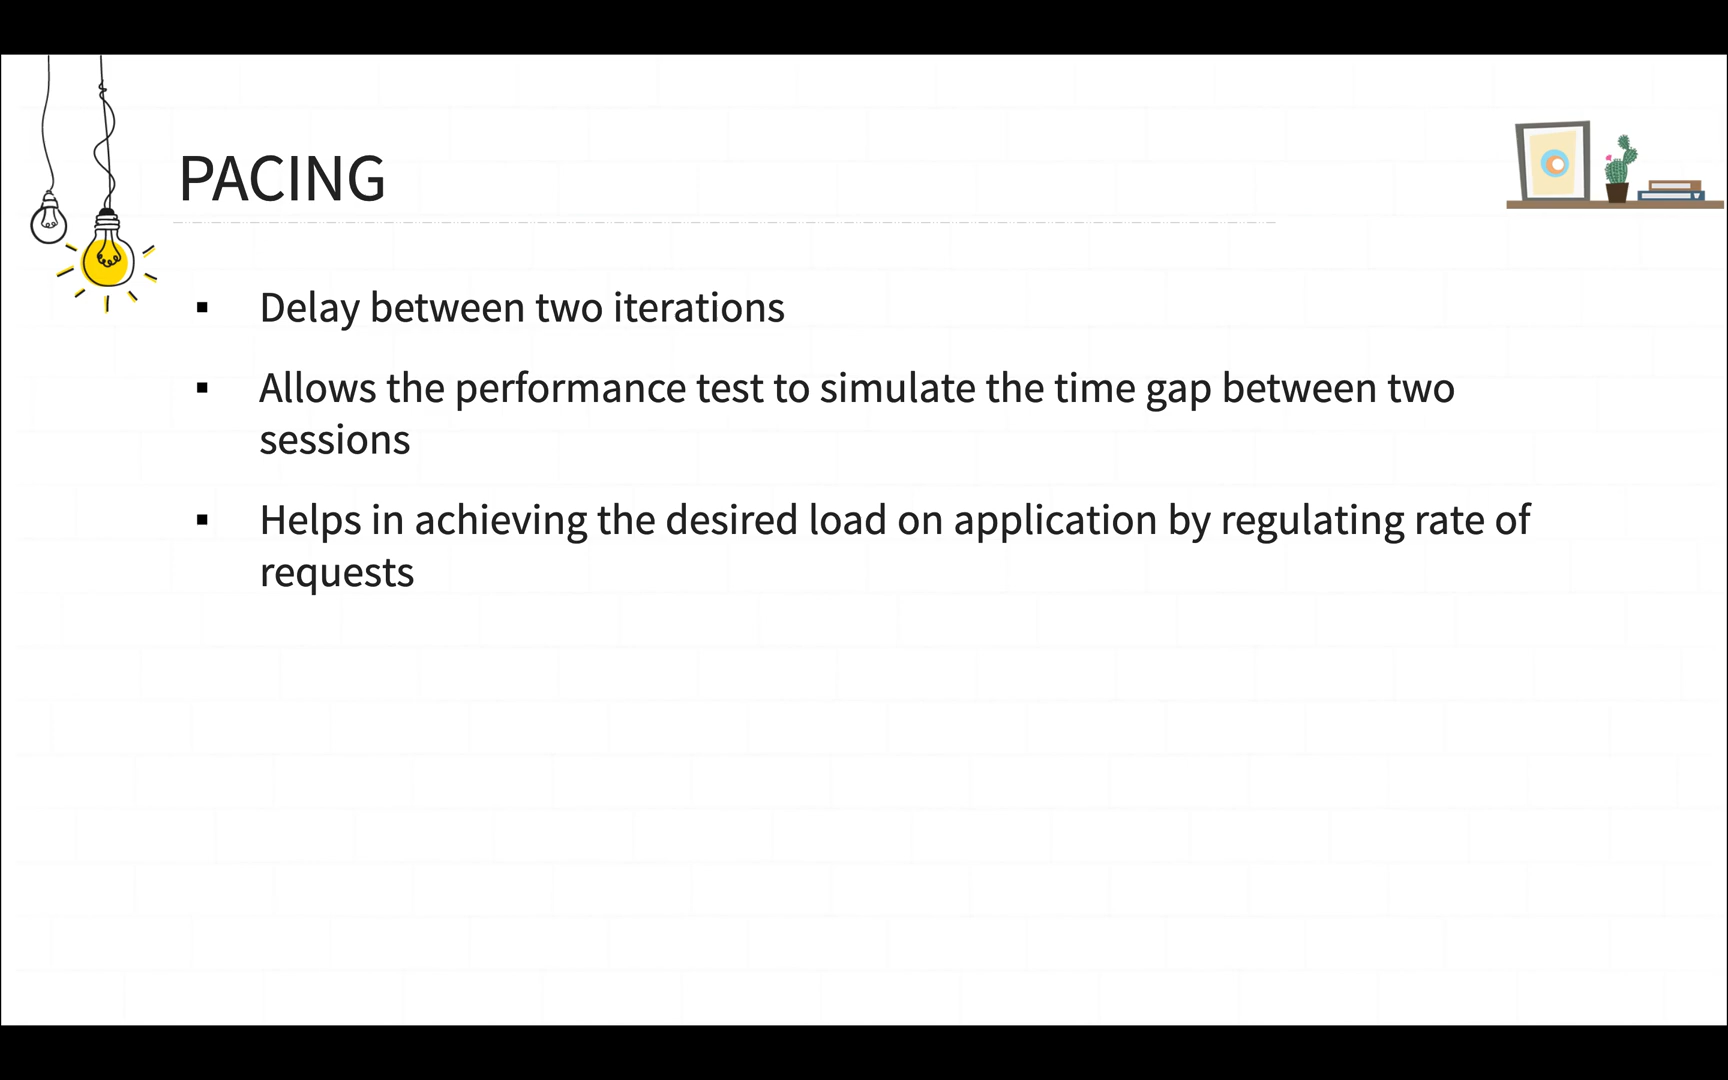 PACING
▪ Delay between two iterations
▪ Allows the performance test to simulate the time gap between two
sessions
▪ Helps in achieving the desired load on application by regulating rate of
requests